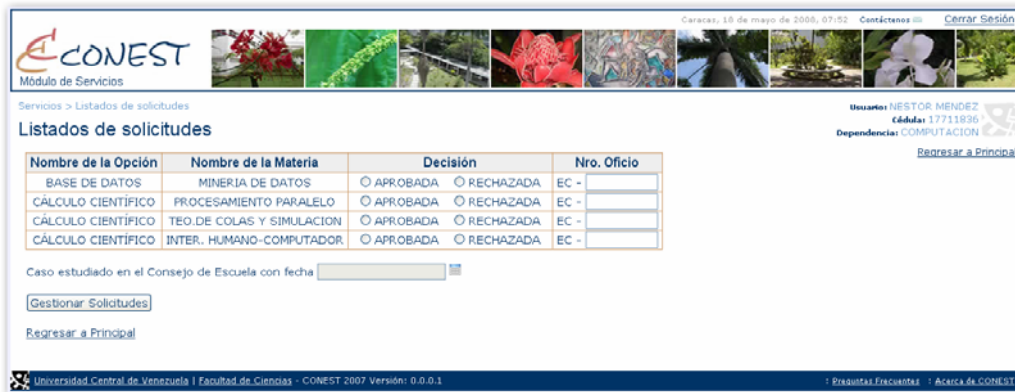 Caracas, 18 de mayo de 2008, 07:52 Contáctenos Cerrar Sesión
CONEST
Módulo de Servicios
Servicios > Listados de solicitudes
Usuario: NESTOR MENDEZ
Cédula: 17711836
Dependencia: COMPUTACION
Listados de solicitudes
Regresar a Principal
Nombre de la Opción Nombre de la Materia Decisión Nro. Oficio
BASE DE DATOS MINERIA DE DATOS APROBADA RECHAZADA EC -
CÁLCULO CIENTÍFICO PROCESAMIENTO PARALELO APROBADA RECHAZADA EC -
CÁLCULO CIENTÍFICO TEO.DE COLAS Y SIMULACION APROBADA RECHAZADA EC -
CÁLCULO CIENTÍFICO INTER. HUMANO-COMPUTADOR APROBADA RECHAZADA EC -
Caso estudiado en el Consejo de Escuela con fecha
Gestionar Solicitudes
Regresar a Principal
Universidad Central de Venezuela | Facultad de Ciencias - CONEST 2007 Versión: 0.0.0.1 : Preguntas Frecuentes : Acerca de CONEST